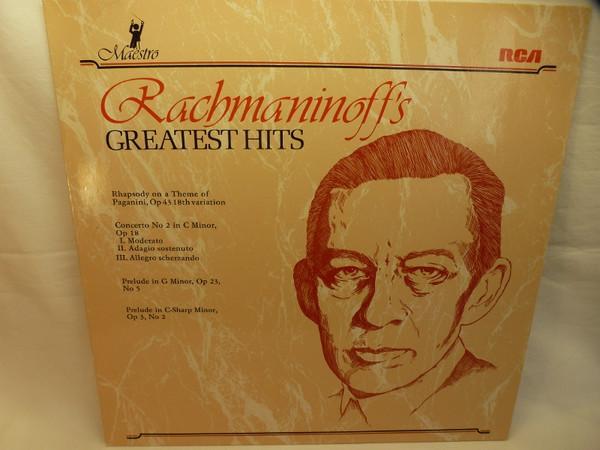 Maestro
RCA
Rachmaninoff's
GREATEST HITS
Rhapsody on a Theme of
Paganini, Op 43 18th variation
Concerto No 2 in C Minor,
Op 18
I. Moderato
II. Adagio sostenuto
III. Allegro scherzando
Prelude in G Minor, Op 23,
No 5
Prelude in C-Sharp Minor,
Op 3, No 2